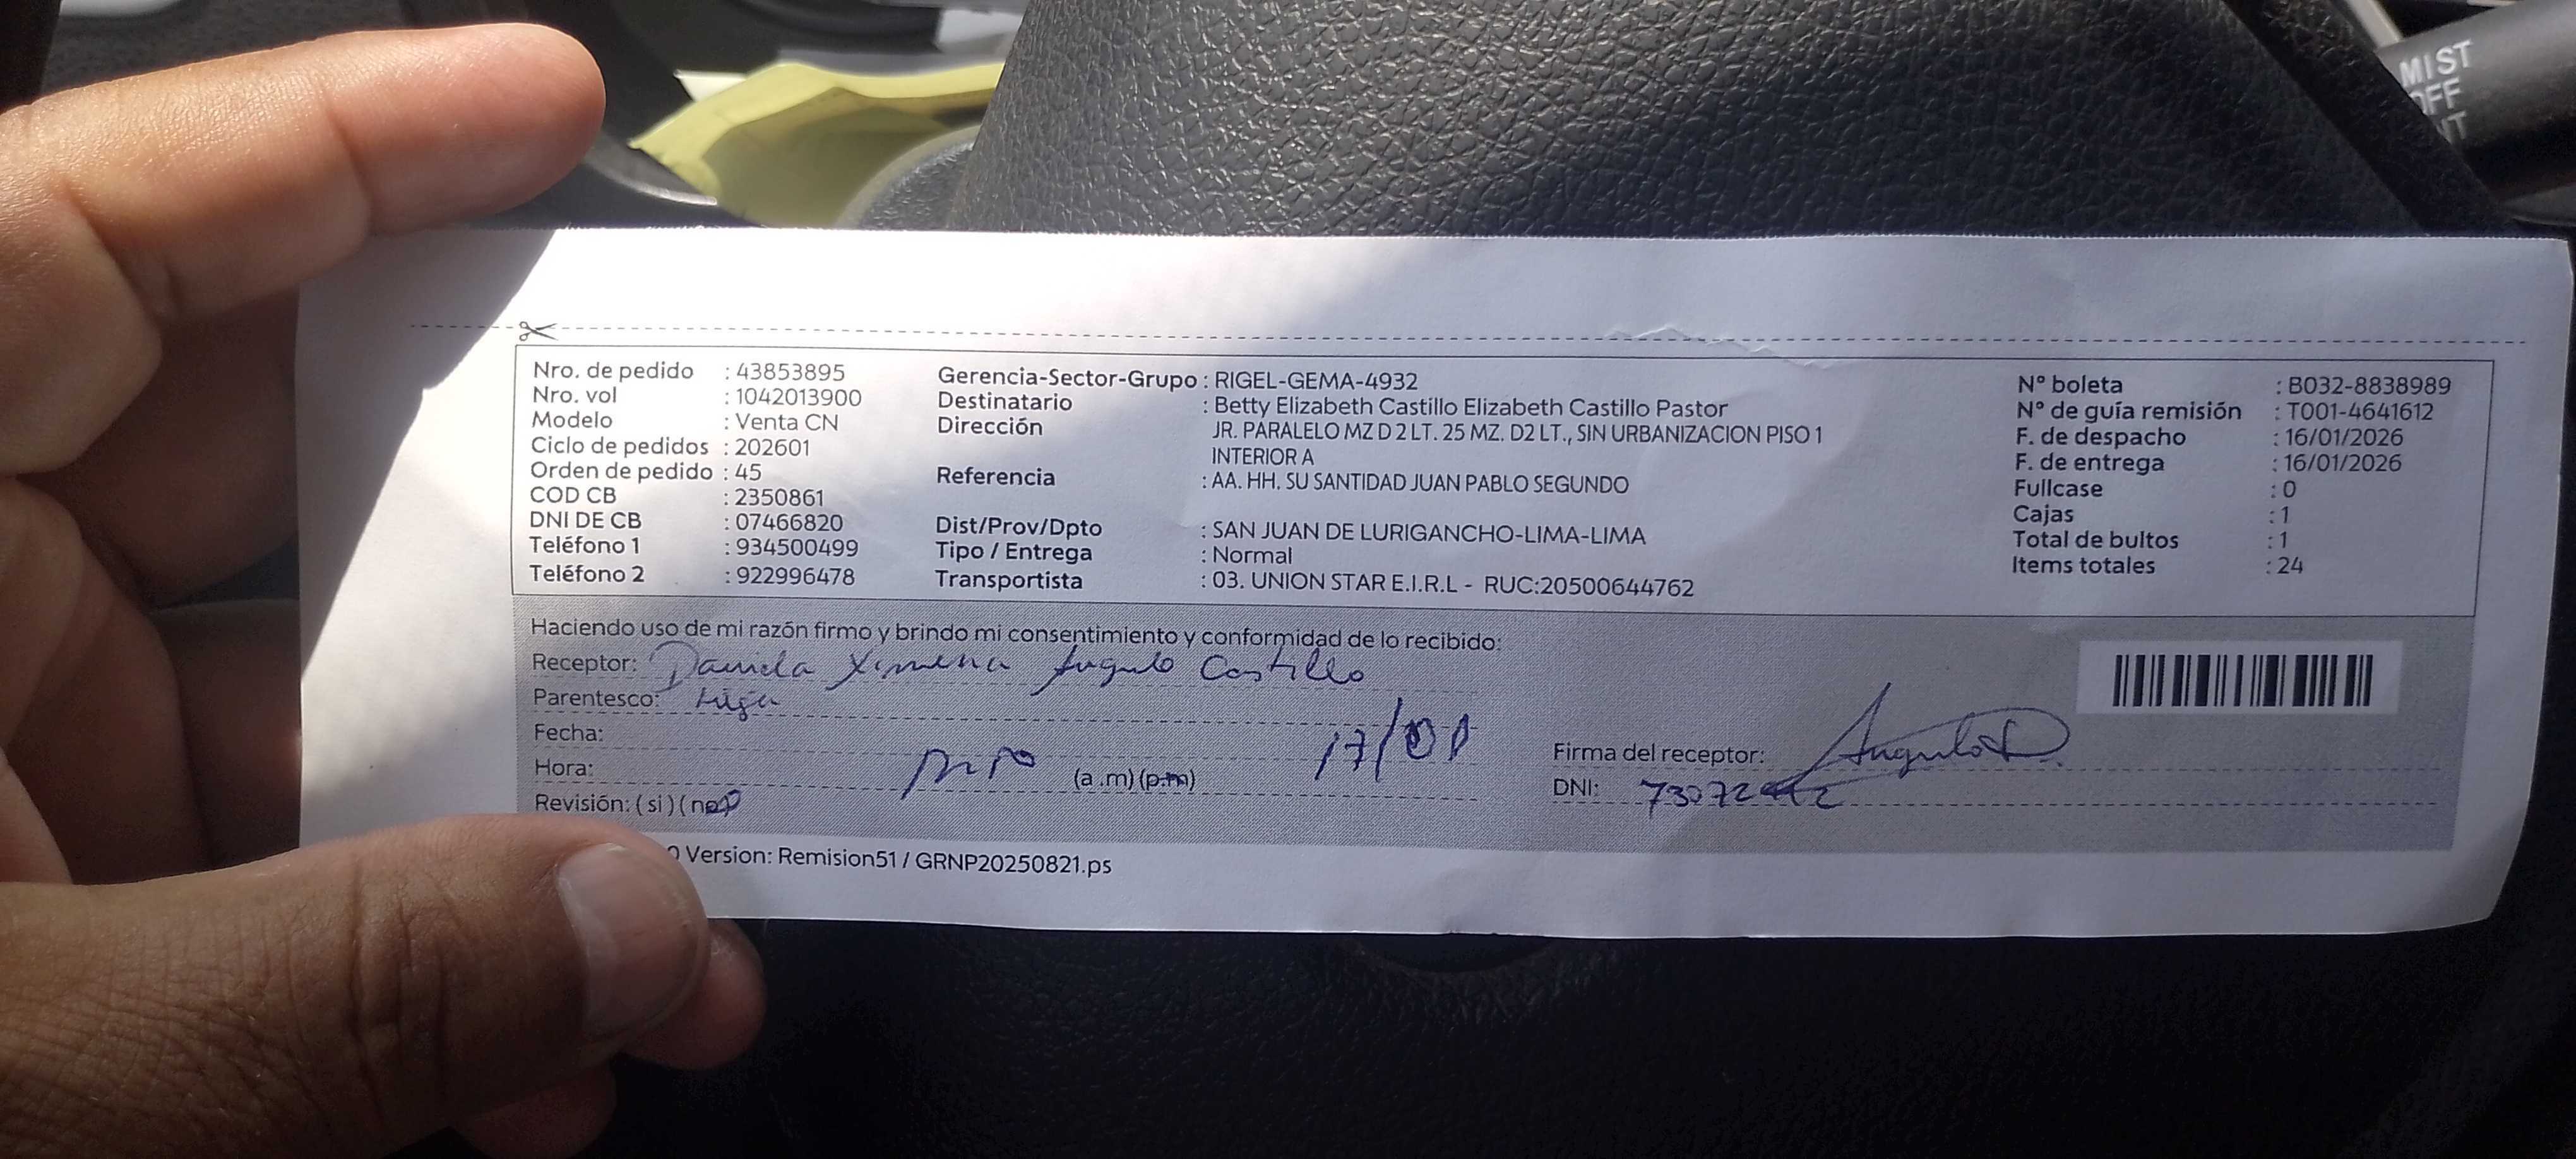 MIST
OFF
Nro. de pedido : 43853895
Nro. vol : 1042013900
Modelo : Venta CN
Ciclo de pedidos : 202601
Orden de pedido : 45
COD CB : 2350861
DNI DE CB : 07466820
Teléfono 1 : 934500499
Teléfono 2 : 922996478
Gerencia-Sector-Grupo : RIGEL-GEMA-4932
Destinatario : Betty Elizabeth Castillo Elizabeth Castillo Pastor
Dirección JR. PARALELO MZ D 2 LT. 25 MZ. D2 LT., SIN URBANIZACION PISO 1
INTERIOR A
Referencia : AA. HH. SU SANTIDAD JUAN PABLO SEGUNDO
Dist/Prov/Dpto : SAN JUAN DE LURIGANCHO-LIMA-LIMA
Tipo / Entrega : Normal
Transportista : 03. UNION STAR E.I.R.L - RUC:20500644762
N° boleta : B032-8838989
N° de guía remisión : T001-4641612
F. de despacho : 16/01/2026
F. de entrega : 16/01/2026
Fullcase : 0
Cajas : 1
Total de bultos : 1
Items totales : 24
Haciendo uso de mi razón firmo y brindo mi consentimiento y conformidad de lo recibido:
Receptor: Daniela Ximena Angulo Castillo
Parentesco: Hija
Fecha: 17/01
Hora: (a .m) (p.m)
Revisión: ( si ) ( no )
Firma del receptor: Angulo
DNI:
Version: Remision51 / GRNP20250821.ps